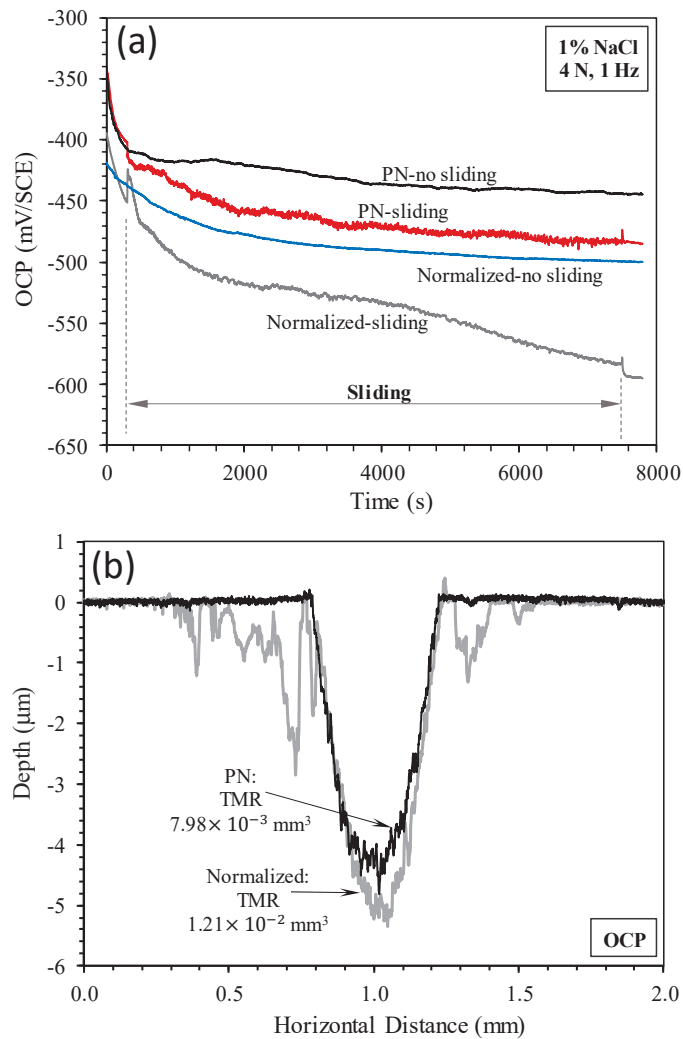 (a)
1% NaCl
4 N, 1 Hz
-300
-350
-400
-450
-500
-550
-600
-650
OCP (mV/SCE)
PN-no sliding
PN-sliding
Normalized-no sliding
Normalized-sliding
Sliding
0
2000
4000
6000
8000
Time (s)
(b)
1
0
-1
-2
-3
-4
-5
-6
Depth (µm)
PN:
TMR
7.98× 10⁻³ mm³
Normalized:
TMR
1.21× 10⁻² mm³
OCP
0.0
0.5
1.0
1.5
2.0
Horizontal Distance (mm)